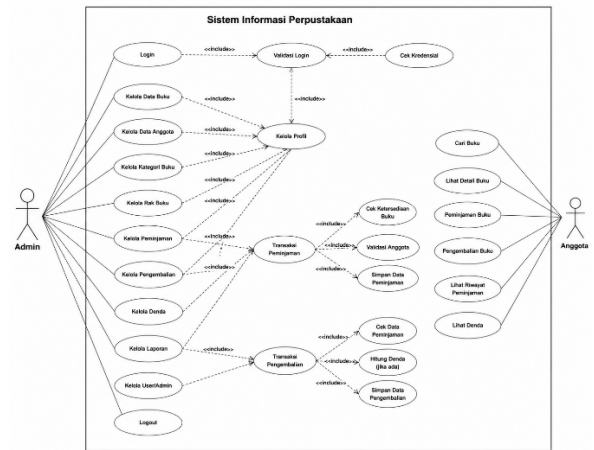 Sistem Informasi Perpustakaan
Login
<<include>>
Validasi Login
<<include>>
Cek Kredensial
<<include>>
Kelola Data Buku
<<include>>
Kelola Data Anggota
<<include>>
Kelola Profil
Cari Buku
Kelola Kategori Buku
<<include>>
Lihat Detail Buku
Kelola Rak Buku
<<include>>
Cek Ketersediaan
Buku
Peminjaman Buku
Admin
Anggota
Kelola Peminjaman
<<include>>
Transaksi
Peminjaman
<<include>>
Validasi Anggota
<<include>>
Pengembalian Buku
Kelola Pengembalian
<<include>>
<<include>>
Simpan Data
Peminjaman
Lihat Riwayat
Peminjaman
Kelola Denda
<<include>>
Cek Data
Peminjaman
Lihat Denda
Kelola Laporan
<<include>>
Transaksi
Pengembalian
<<include>>
Hitung Denda
(jika ada)
<<include>>
Kelola User/Admin
<<include>>
Simpan Data
Pengembalian
Logout